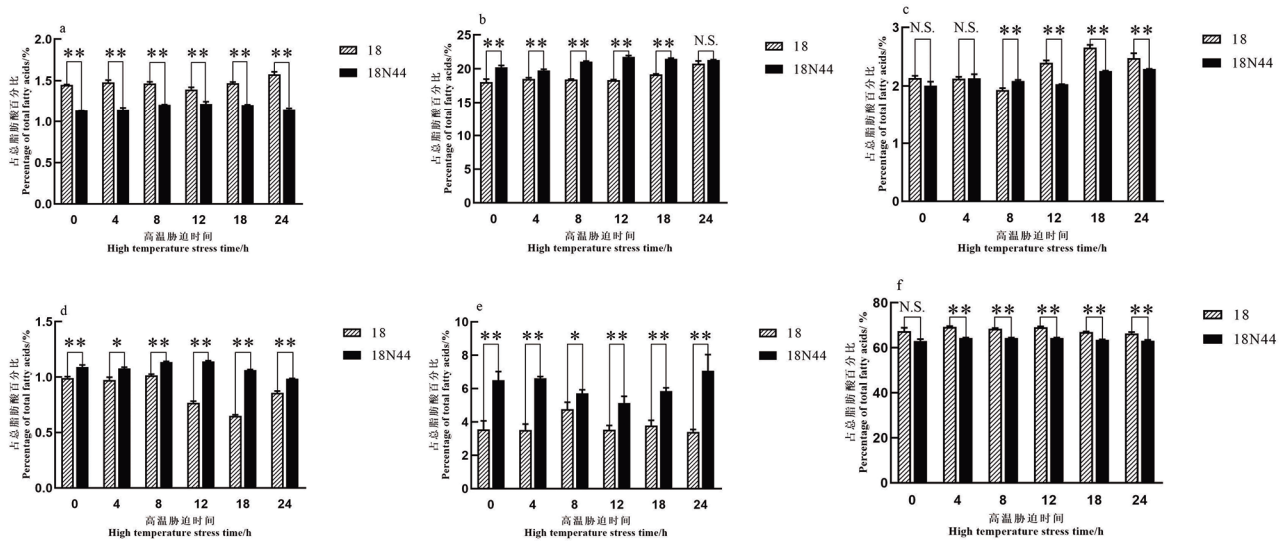 a
** ** ** ** ** **
2.0
1.5
1.0
0.5
0.0
占总脂肪酸百分比
Percentage of total fatty acids/%
0 4 8 12 18 24
高温胁迫时间
High temperature stress time/h
18
18N44
b
** ** ** ** ** N.S.
25
20
15
10
5
0
占总脂肪酸百分比
Percentage of total fatty acids/%
0 4 8 12 18 24
高温胁迫时间
High temperature stress time/h
18
18N44
c
N.S. N.S. ** ** ** **
3
2
1
0
占总脂肪酸百分比
Percentage of total fatty acids/%
0 4 8 12 18 24
高温胁迫时间
High temperature stress time/h
18
18N44
d
** * ** ** ** **
1.5
1.0
0.5
0.0
占总脂肪酸百分比
Percentage of total fatty acids/%
0 4 8 12 18 24
高温胁迫时间
High temperature stress time/h
18
18N44
e
** ** * ** ** **
10
8
6
4
2
0
占总脂肪酸百分比
Percentage of total fatty acids/%
0 4 8 12 18 24
高温胁迫时间
High temperature stress time/h
18
18N44
f
N.S. ** ** ** ** **
80
60
40
20
0
占总脂肪酸百分比
Percentage of total fatty acids/ %
0 4 8 12 18 24
高温胁迫时间
High temperature stress time/h
18
18N44